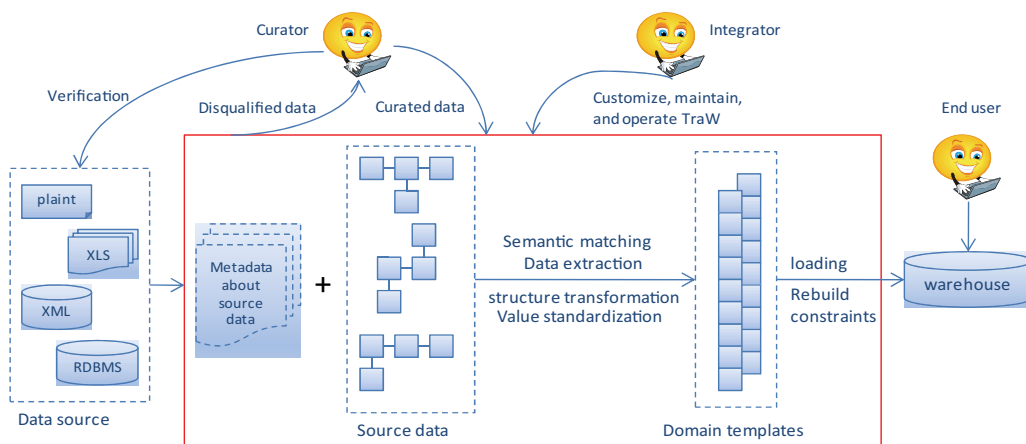 Curator
Integrator
Verification
Disqualified data
Curated data
Customize, maintain,
and operate TraW
End user
plaint
XLS
XML
RDBMS
Data source
Metadata
about
source
data
+
Source data
Semantic matching
Data extraction
structure transformation
Value standardization
Domain templates
loading
Rebuild
constraints
warehouse